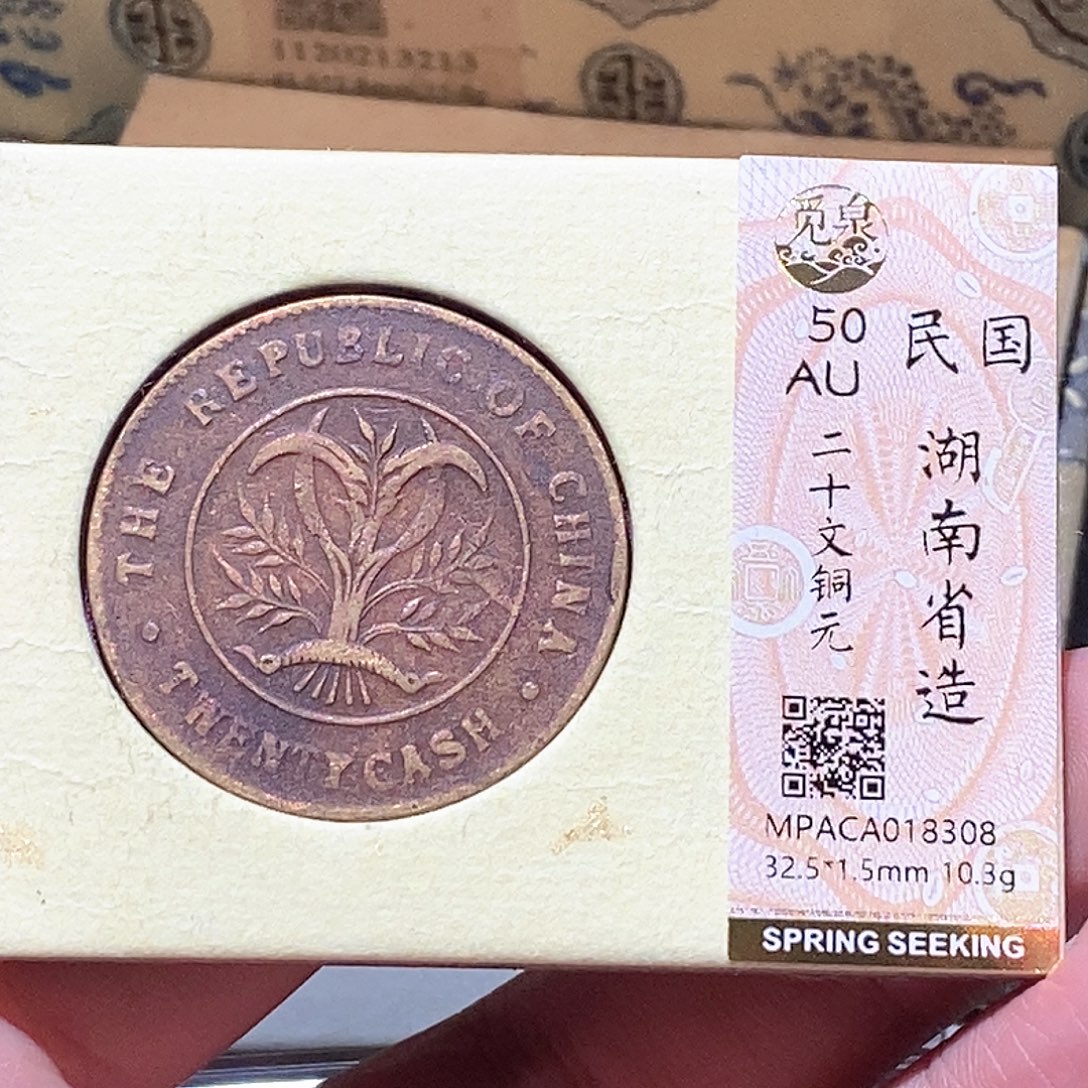 1120213213
THE REPUBLIC OF CHINA
TWENTY CASH
觅泉
50
AU
民国
湖南省造
二十文铜元
MPACA018308
32.5*1.5mm 10.3g
SPRING SEEKING